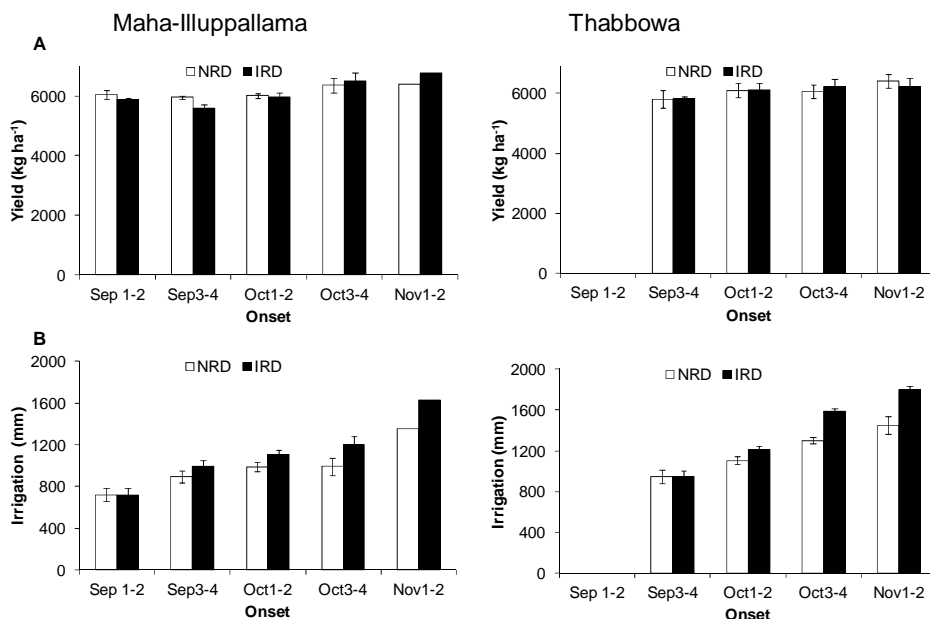 Maha-Illuppallama
Thabbowa
A
NRD IRD
8000
6000
4000
2000
0
Yield (kg ha⁻¹)
Sep 1-2 Sep3-4 Oct1-2 Oct3-4 Nov1-2
Onset
NRD IRD
8000
6000
4000
2000
0
Yield (kg ha⁻¹)
Sep 1-2 Sep3-4 Oct1-2 Oct3-4 Nov1-2
Onset
B
NRD IRD
2000
1600
1200
800
400
0
Irrigation (mm)
Sep 1-2 Sep3-4 Oct1-2 Oct3-4 Nov1-2
Onset
NRD IRD
2000
1600
1200
800
400
0
Irrigation (mm)
Sep 1-2 Sep3-4 Oct1-2 Oct3-4 Nov1-2
Onset